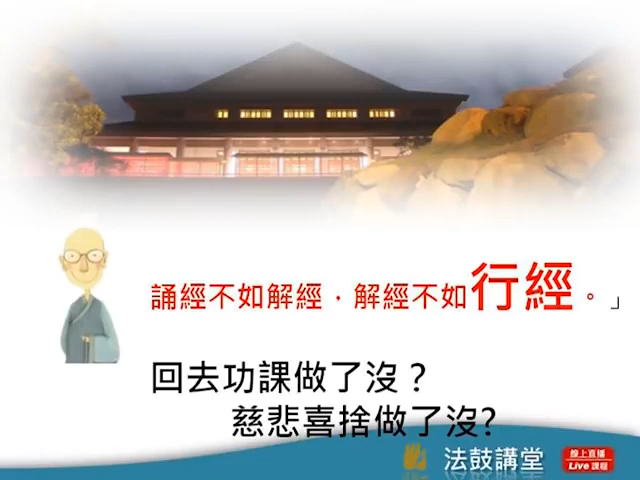 誦經不如解經，解經不如行經。」
回去功課做了沒？
慈悲喜捨做了沒?
法鼓講堂
線上直播
Live 課程